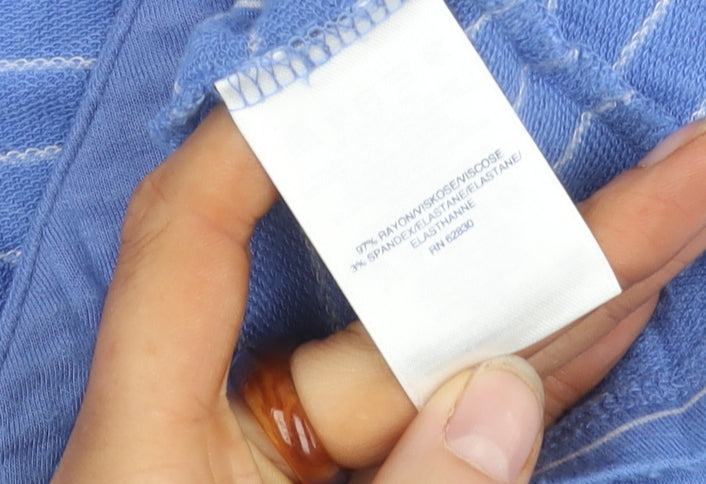 97% RAYON/VISKOSE/VISCOSE
3% SPANDEX/ELASTANE/ELASTANE/
ELASTHANNE
RN 62830